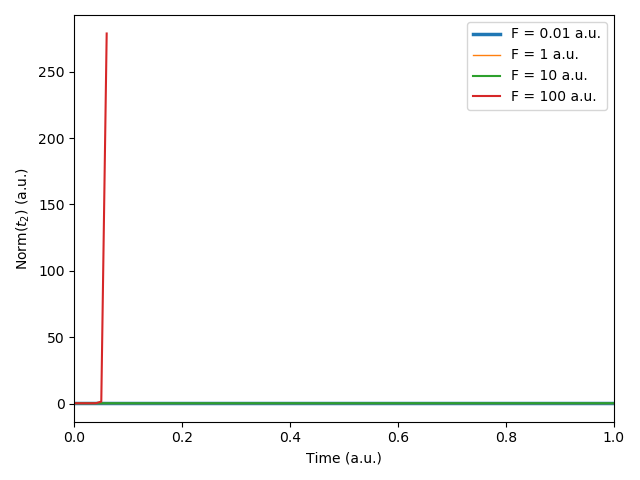 F = 0.01 a.u.
F = 1 a.u.
F = 10 a.u.
F = 100 a.u.
250
200
150
100
50
0
Norm(t₂) (a.u.)
0.0 0.2 0.4 0.6 0.8 1.0
Time (a.u.)